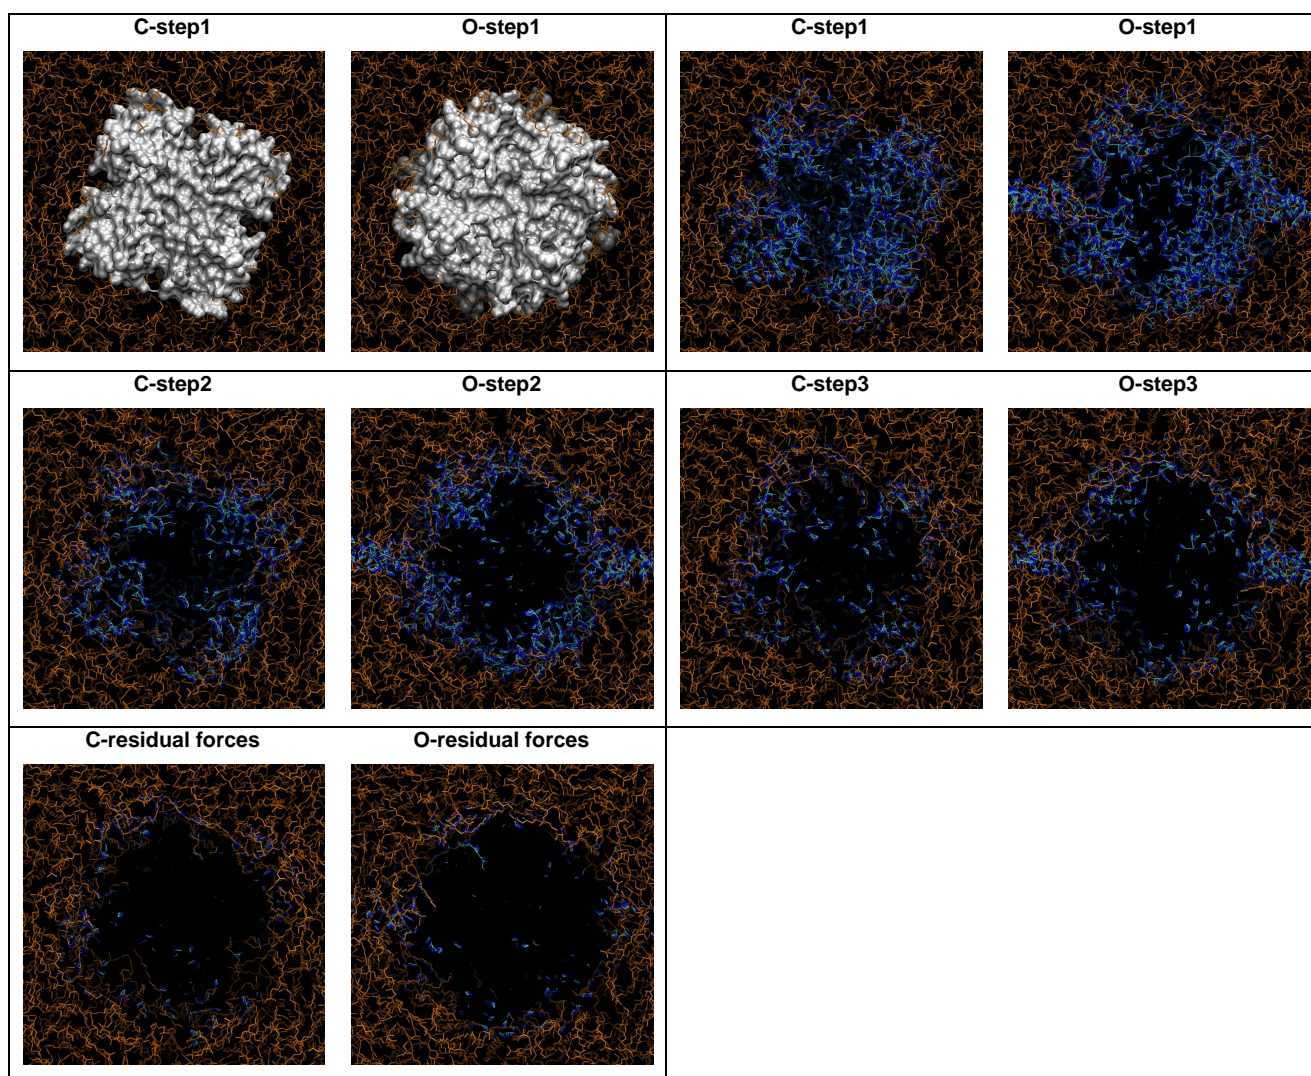 C-step1
O-step1
C-step1
O-step1
C-step2
O-step2
C-step3
O-step3
C-residual forces
O-residual forces